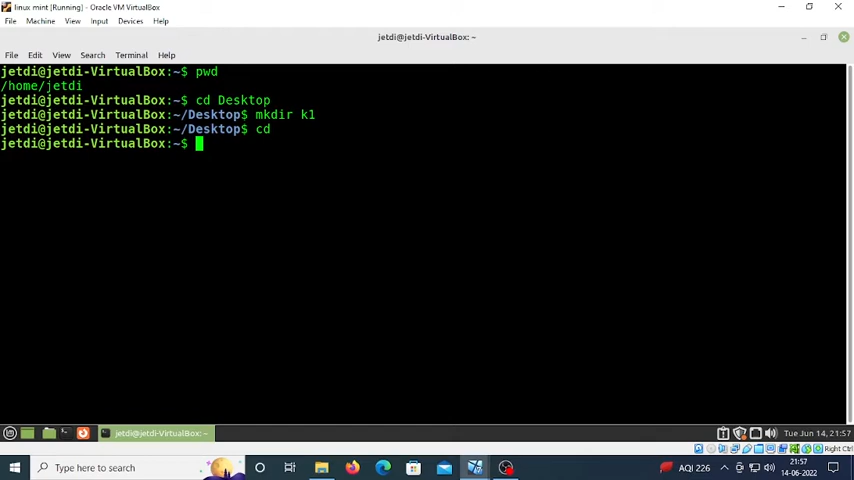 linux mint [Running] - Oracle VM VirtualBox
File Machine View Input Devices Help
jetdi@jetdi-VirtualBox: ~
File Edit View Search Terminal Help
jetdi@jetdi-VirtualBox:~$ pwd
/home/jetdi
jetdi@jetdi-VirtualBox:~$ cd Desktop
jetdi@jetdi-VirtualBox:~/Desktop$ mkdir k1
jetdi@jetdi-VirtualBox:~/Desktop$ cd
jetdi@jetdi-VirtualBox:~$
jetdi@jetdi-VirtualBox: ~
Tue Jun 14, 21:57
Right Ctrl
Type here to search
AQI 226
21:57
14-06-2022